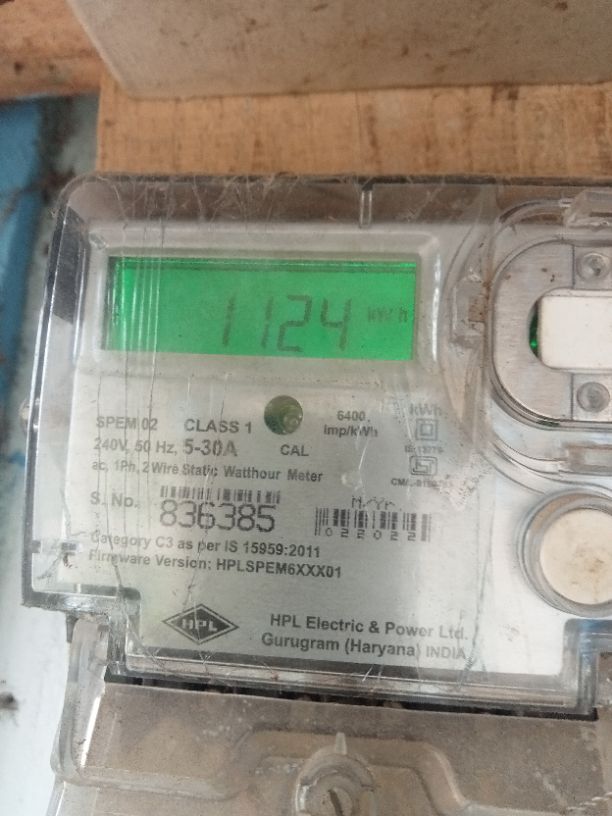 1124 kWh
SPEM 02 CLASS 1 6400 imp/kWh kWh
240V, 50 Hz, 5-30A CAL
ac, 1Ph, 2 Wire Static Watthour Meter
S. No. 836385 M/Yr.
022022
Category C3 as per IS 15959:2011
Firmware Version: HPLSPEM6XXX01
HPL
HPL Electric & Power Ltd.
Gurugram (Haryana) INDIA